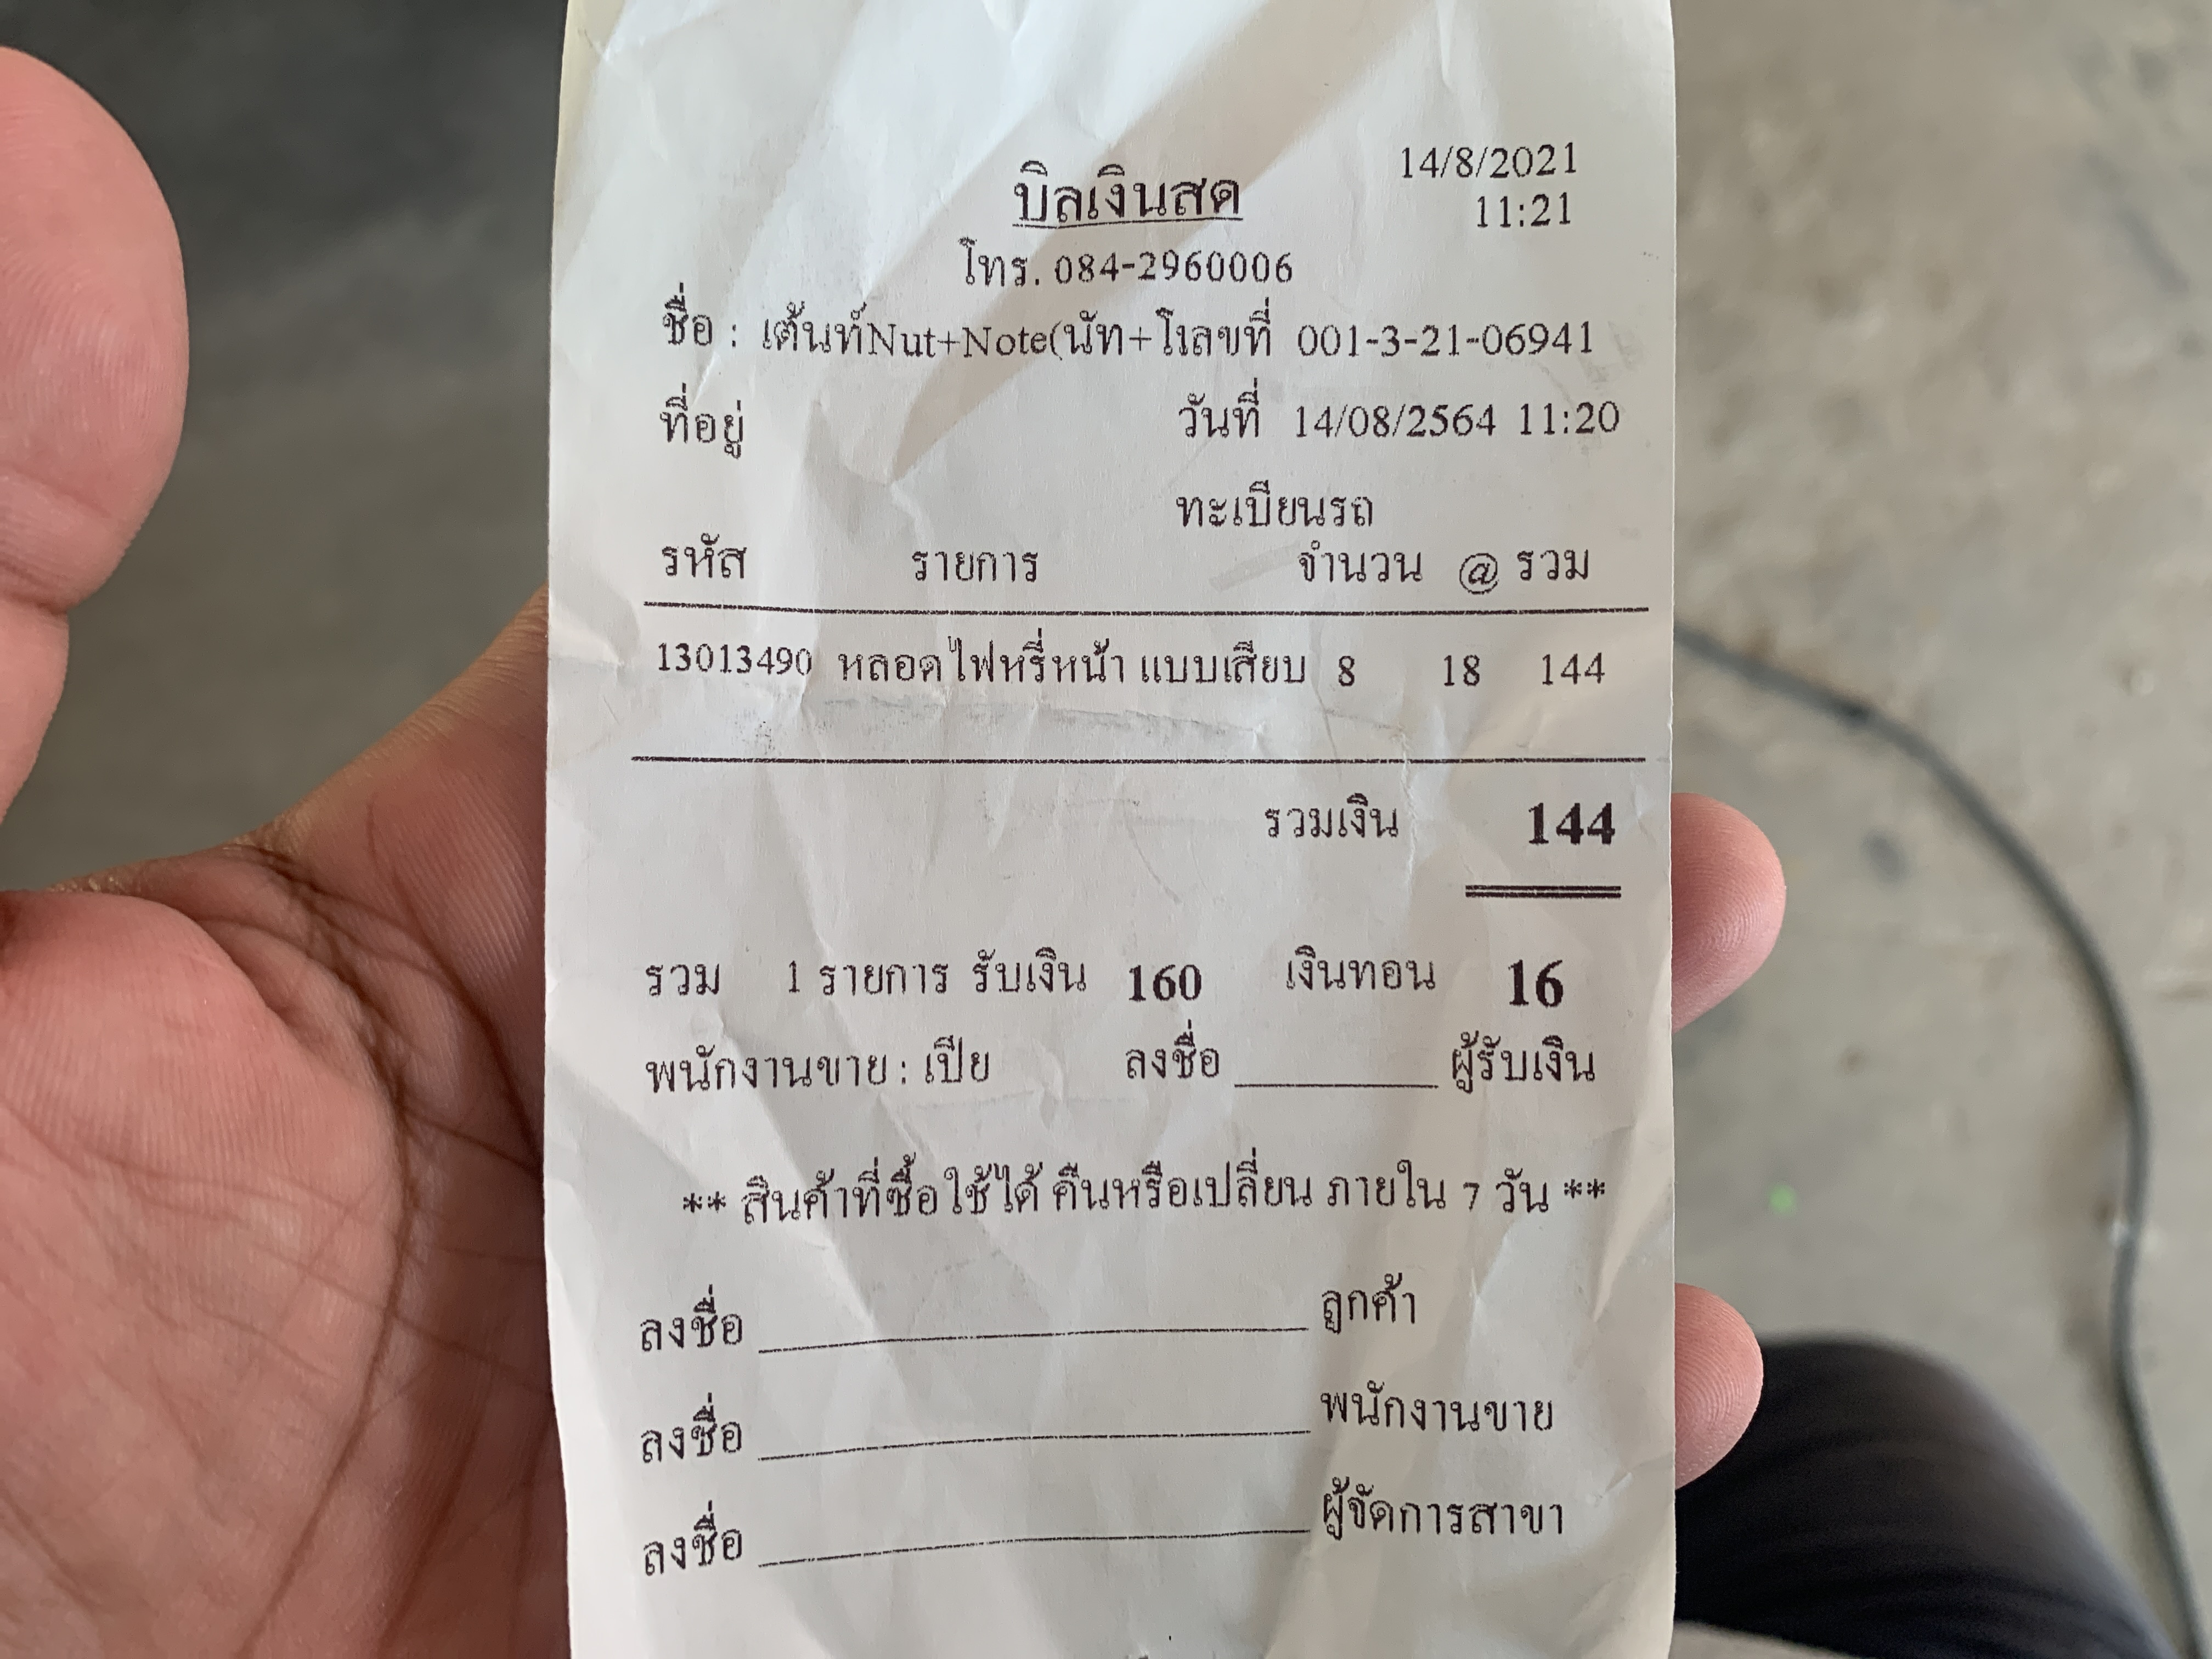 14/8/2021
บิลเงินสด
11:21
โทร. 084-2960006
ชื่อ : เต้นท์Nut+Note(นัท+โเลขที่ 001-3-21-06941
ที่อยู่ วันที่ 14/08/2564 11:20
ทะเบียนรถ
รหัส รายการ จำนวน @ รวม
13013490 หลอดไฟหรี่หน้า แบบเสียบ 8 18 144
รวมเงิน 144
รวม 1 รายการ รับเงิน 160 เงินทอน 16
พนักงานขาย : เปีย ลงชื่อ ผู้รับเงิน
** สินค้าที่ซื้อใช้ได้ คืนหรือเปลี่ยน ภายใน 7 วัน **
ลงชื่อ ลูกค้า
ลงชื่อ พนักงานขาย
ลงชื่อ ผู้จัดการสาขา